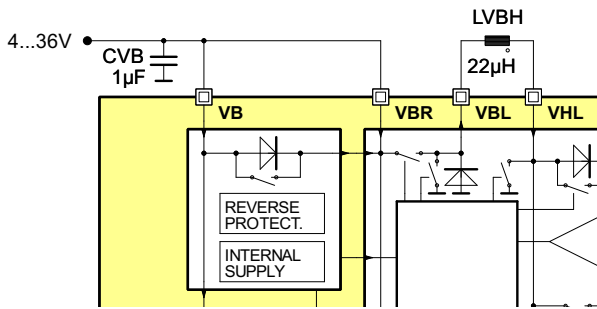 LVBH
4...36V
CVB
1µF
22µH
VB
VBR
VBL
VHL
REVERSE
PROTECT.
INTERNAL
SUPPLY